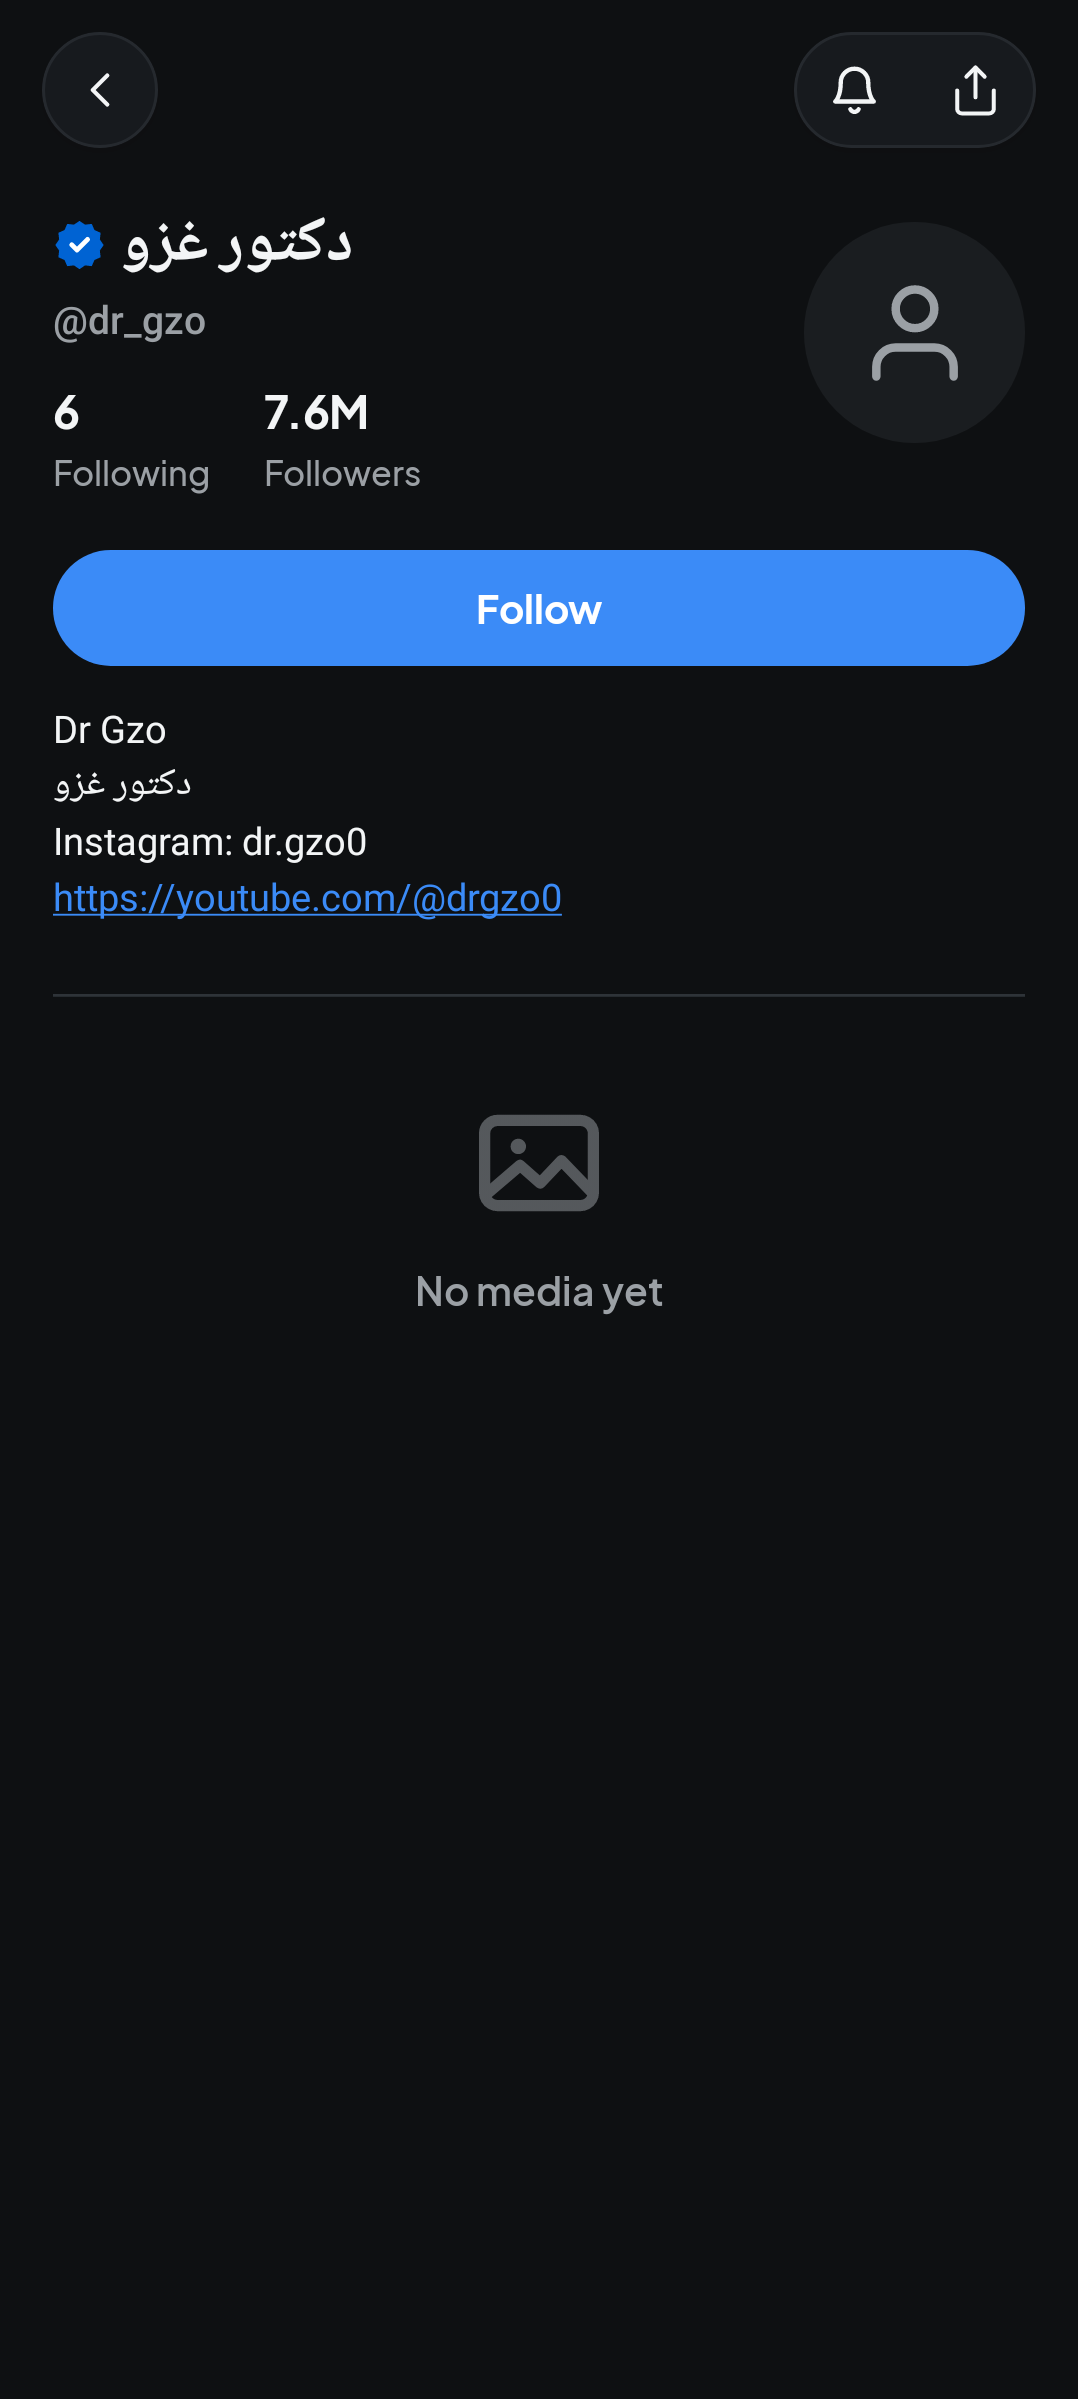 دكتور غزو
@dr_gzo
6 7.6M
Following Followers
Follow
Dr Gzo
دكتور غزو
Instagram: dr.gzo0
https://youtube.com/@drgzo0
No media yet